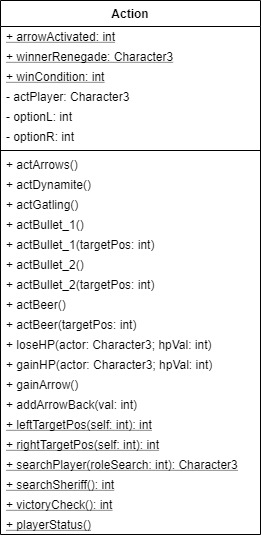 Action
+ arrowActivated: int
+ winnerRenegade: Character3
+ winCondition: int
- actPlayer: Character3
- optionL: int
- optionR: int
+ actArrows()
+ actDynamite()
+ actGatling()
+ actBullet_1()
+ actBullet_1(targetPos: int)
+ actBullet_2()
+ actBullet_2(targetPos: int)
+ actBeer()
+ actBeer(targetPos: int)
+ loseHP(actor: Character3; hpVal: int)
+ gainHP(actor: Character3; hpVal: int)
+ gainArrow()
+ addArrowBack(val: int)
+ leftTargetPos(self: int): int
+ rightTargetPos(self: int): int
+ searchPlayer(roleSearch: int): Character3
+ searchSheriff(): int
+ victoryCheck(): int
+ playerStatus()